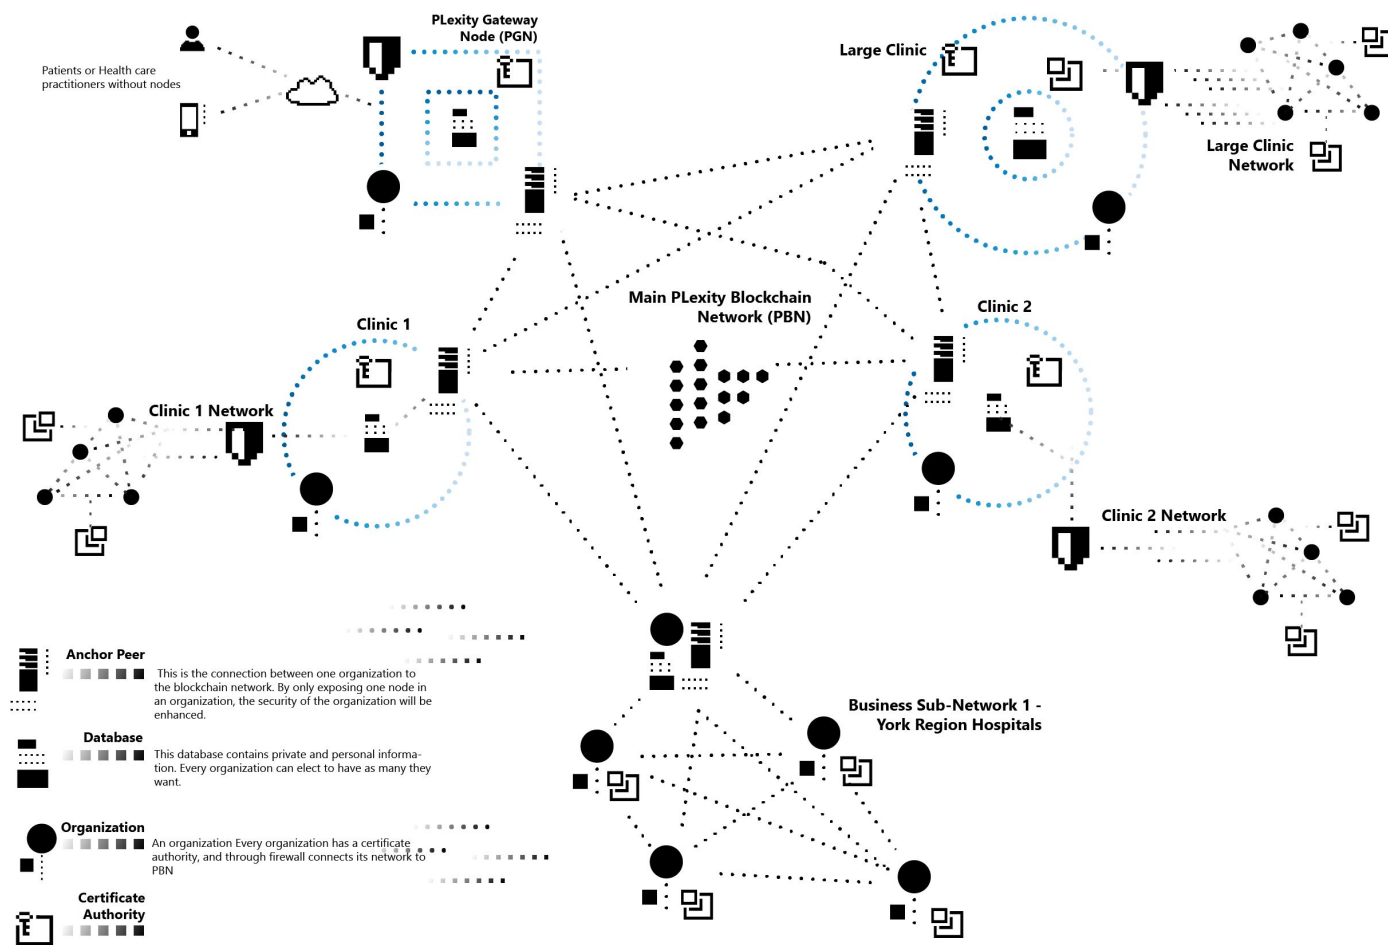 PLexity Gateway
Node (PGN)
Patients or Health care
practitioners without nodes
Large Clinic
Large Clinic
Network
Main PLexity Blockchain
Network (PBN)
Clinic 1
Clinic 2
Clinic 1 Network
Clinic 2 Network
Business Sub-Network 1 -
York Region Hospitals
Anchor Peer
This is the connection between one organization to
the blockchain network. By only exposing one node in
an organization, the security of the organization will be
enhanced.
Database
This database contains private and personal informa-
tion. Every organization can elect to have as many they
want.
Organization
An organization Every organization has a certificate
authority, and through firewall connects its network to
PBN
Certificate
Authority